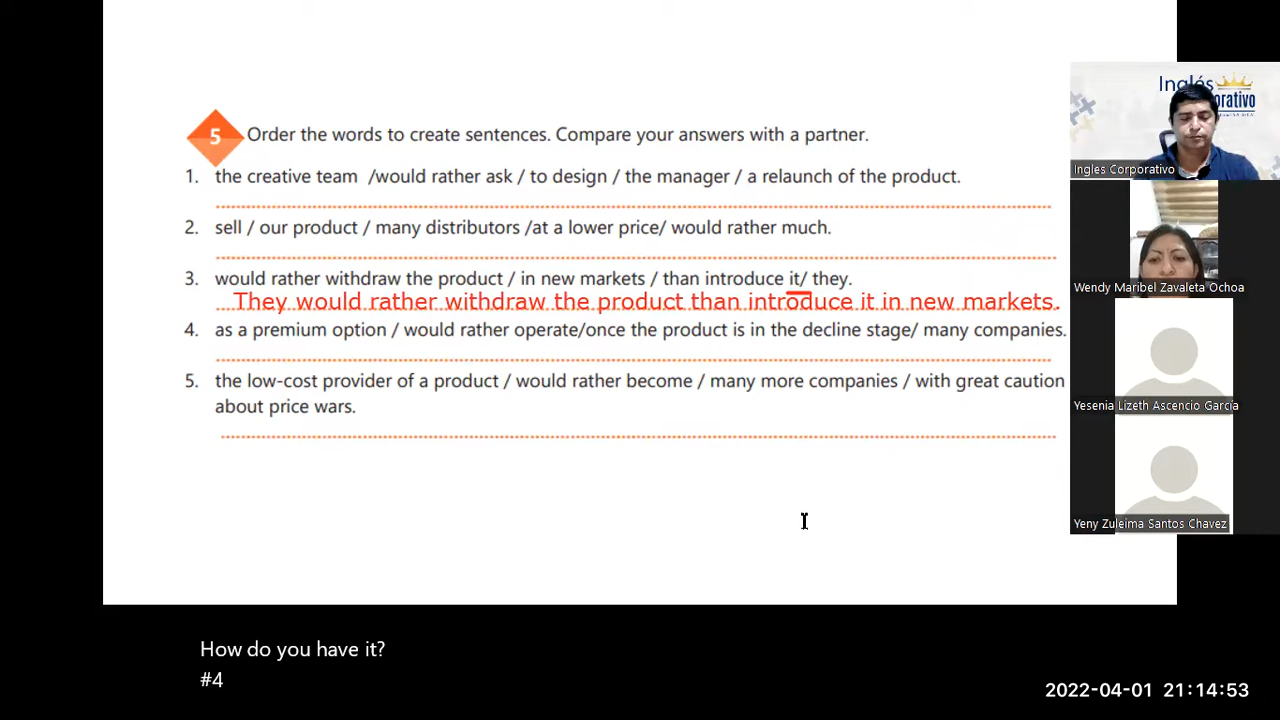 5 Order the words to create sentences. Compare your answers with a partner.
1. the creative team /would rather ask / to design / the manager / a relaunch of the product.
2. sell / our product / many distributors /at a lower price/ would rather much.
3. would rather withdraw the product / in new markets / than introduce it/ they.
They would rather withdraw the product than introduce it in new markets.
4. as a premium option / would rather operate/once the product is in the decline stage/ many companies.
5. the low-cost provider of a product / would rather become / many more companies / with great caution
about price wars.
Inglés
orativo
Ingles Corporativo
Wendy Maribel Zavaleta Ochoa
Yesenia Lizeth Ascencio Garcia
Yeny Zuleima Santos Chavez
How do you have it?
#4
2022-04-01 21:14:53